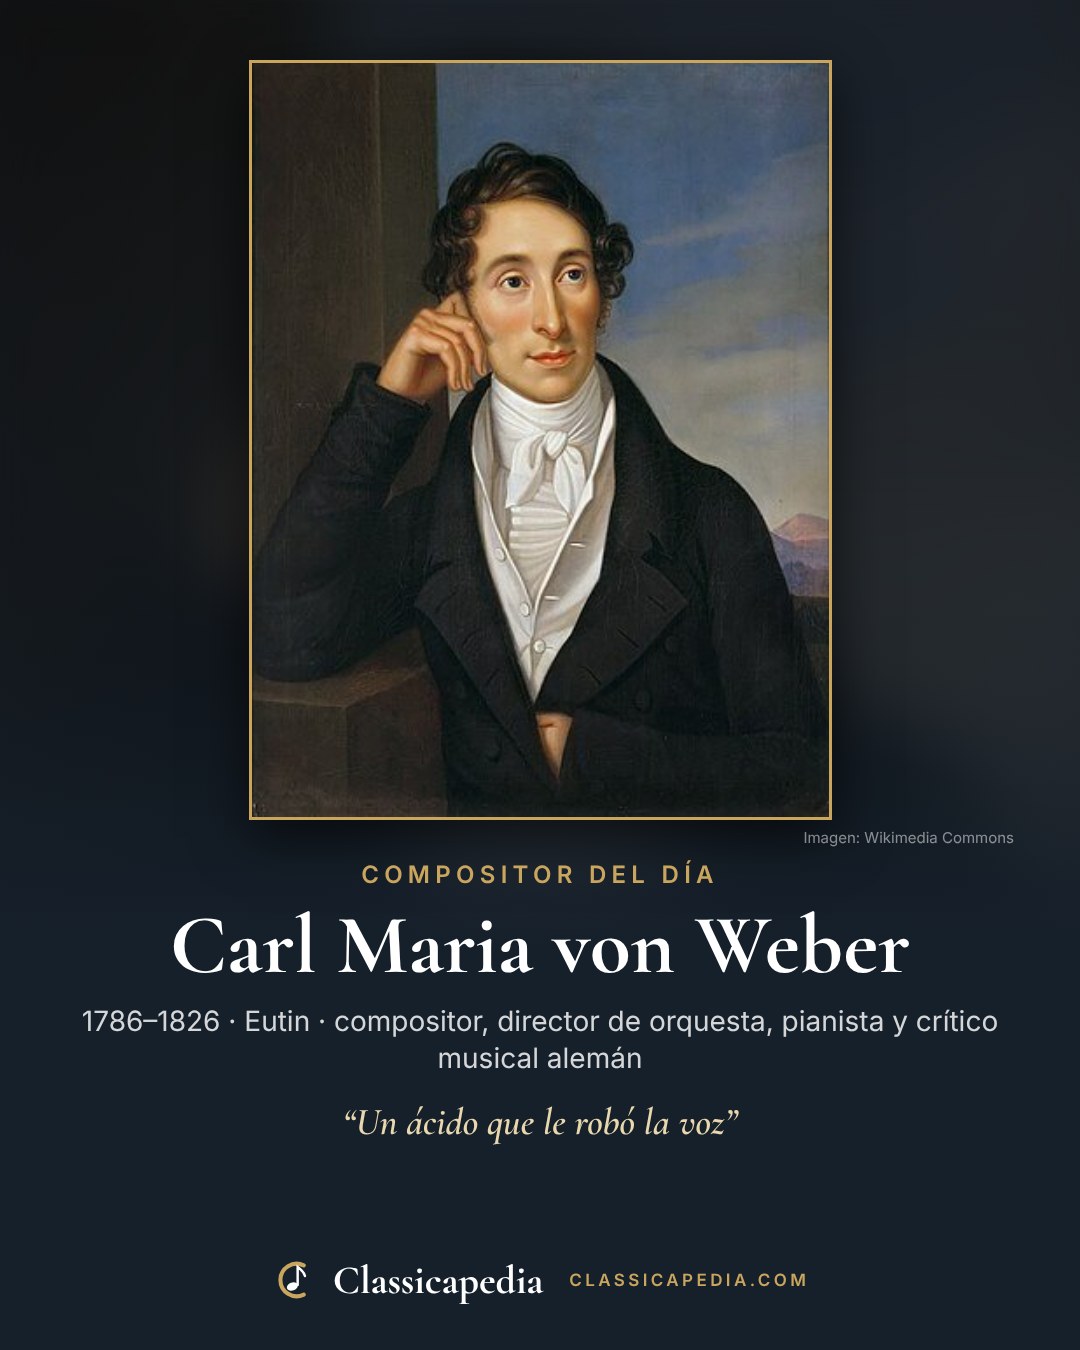 Imagen: Wikimedia Commons
COMPOSITOR DEL DÍA
Carl Maria von Weber
1786–1826 · Eutin · compositor, director de orquesta, pianista y crítico
musical alemán
“Un ácido que le robó la voz”
Classicapedia CLASSICAPEDIA.COM